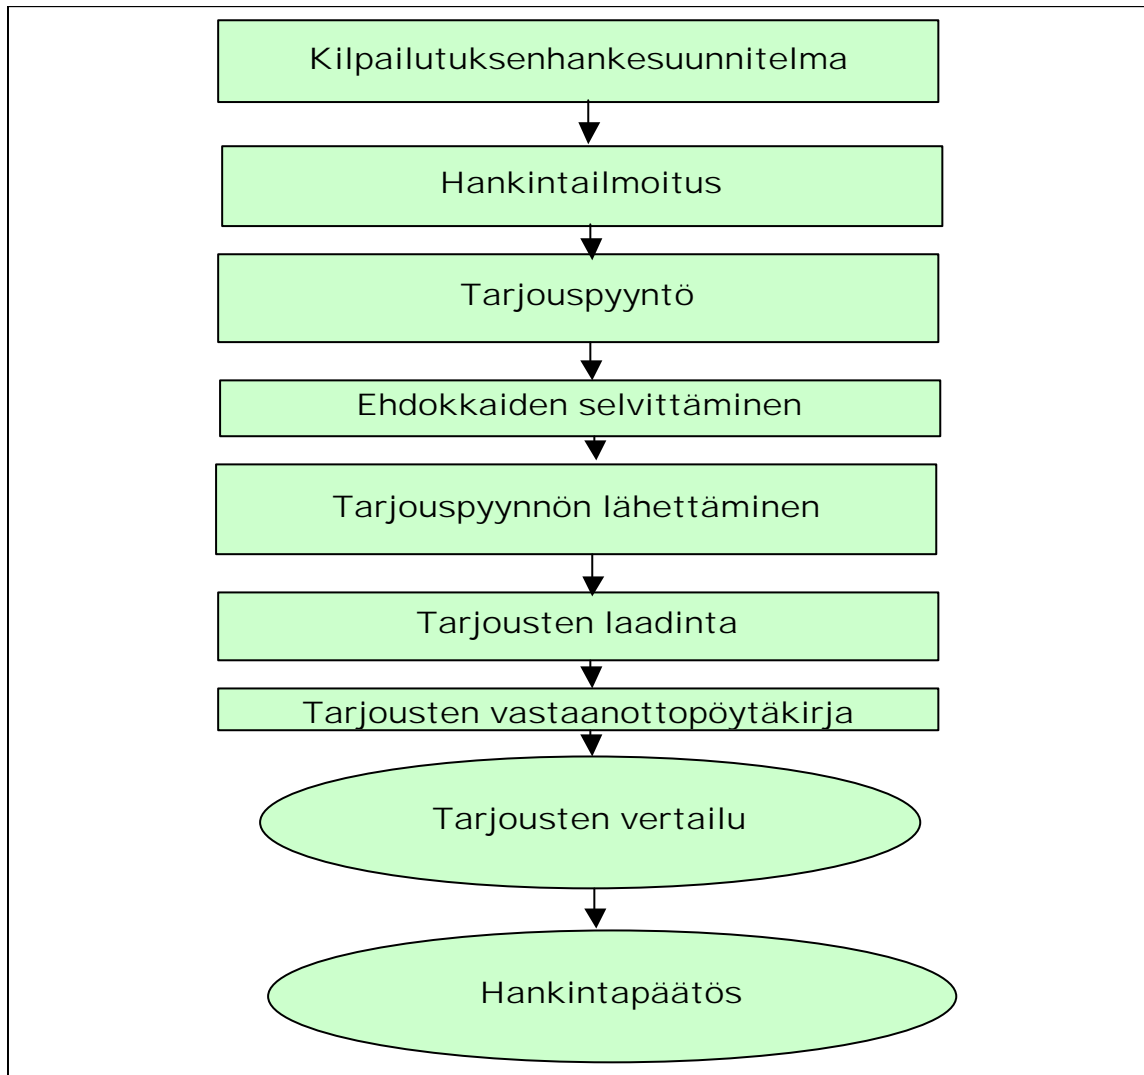 Kilpailutuksenhankesuunnitelma
Hankintailmoitus
Tarjouspyyntö
Ehdokkaiden selvittäminen
Tarjouspyynnön lähettäminen
Tarjousten laadinta
Tarjousten vastaanottopöytäkirja
Tarjousten vertailu
Hankintapäätös